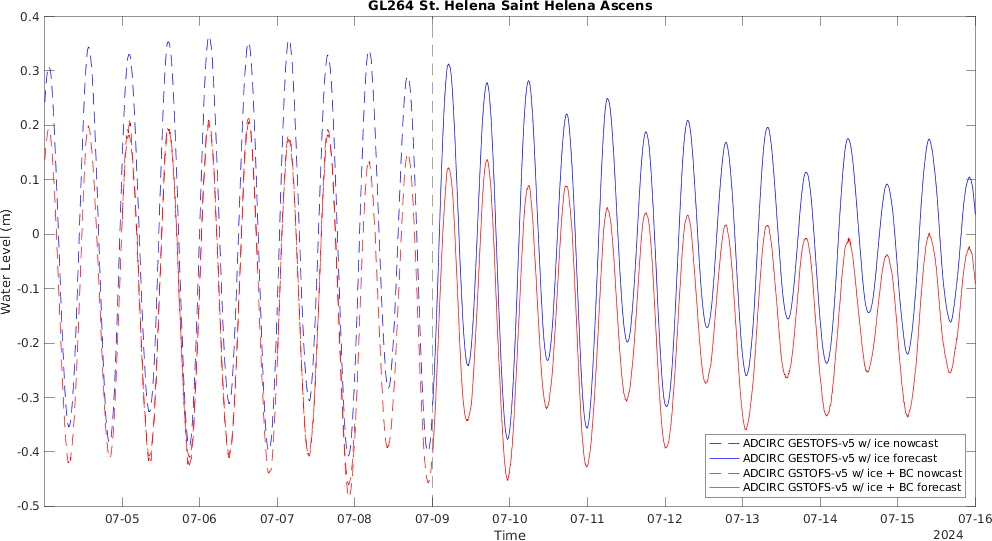 GL264 St. Helena Saint Helena Ascens
0.4
0.3
0.2
0.1
0
-0.1
-0.2
-0.3
-0.4
-0.5
Water Level (m)
ADCIRC GESTOFS-v5 w/ ice nowcast
ADCIRC GESTOFS-v5 w/ ice forecast
ADCIRC GSTOFS-v5 w/ ice + BC nowcast
ADCIRC GSTOFS-v5 w/ ice + BC forecast
07-05 07-06 07-07 07-08 07-09 07-10 07-11 07-12 07-13 07-14 07-15 07-16
Time
2024